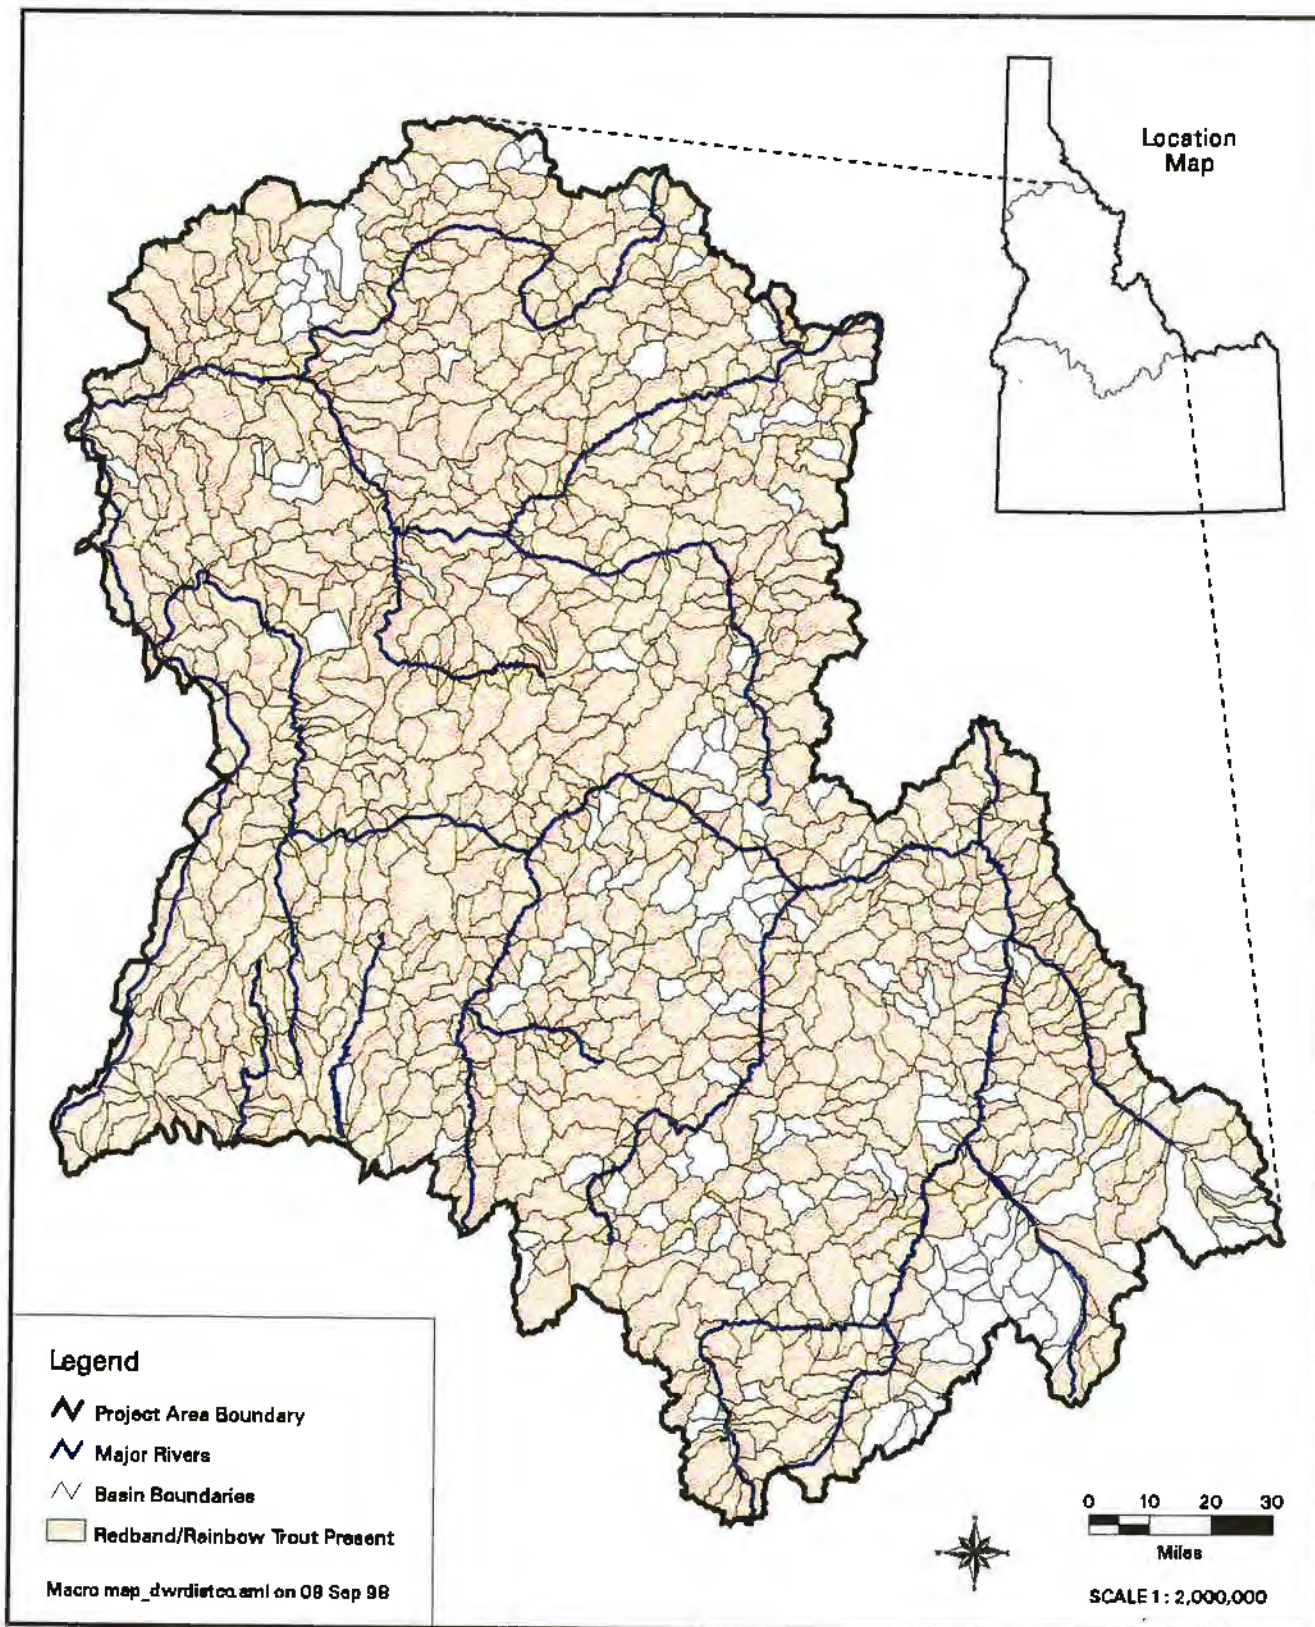 Location
Map
Legend
Project Area Boundary
Major Rivers
Basin Boundaries
Redband/Rainbow Trout Present
Macro map_dwrdistco.aml on 08 Sep 98
0 10 20 30
Miles
SCALE 1 : 2,000,000